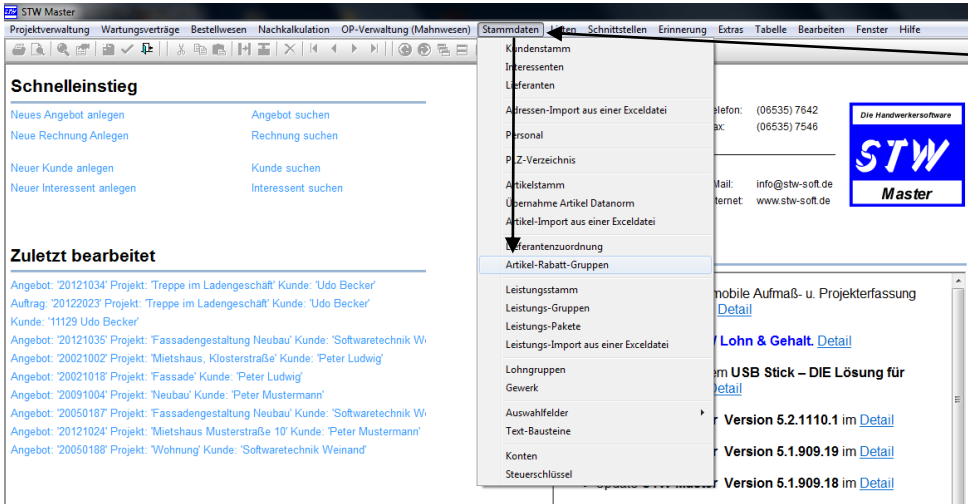 STW Master
Projektverwaltung Wartungsverträge Bestellwesen Nachkalkulation OP-Verwaltung (Mahnwesen) Stammdaten Schnittstellen Erinnerung Extras Tabelle Bearbeiten Fenster Hilfe
Schnelleinstieg
Neues Angebot anlegen Angebot suchen
Neue Rechnung Anlegen Rechnung suchen
Neuer Kunde anlegen Kunde suchen
Neuer Interessent anlegen Interessent suchen
Zuletzt bearbeitet
Angebot: '20121034' Projekt: 'Treppe im Ladengeschäft' Kunde: 'Udo Becker'
Auftrag: '20122023' Projekt: 'Treppe im Ladengeschäft' Kunde: 'Udo Becker'
Kunde: '11129 Udo Becker'
Angebot: '20121035' Projekt: 'Fassadengestaltung Neubau' Kunde: 'Softwaretechnik W
Angebot: '20021002' Projekt: 'Mietshaus, Klosterstraße' Kunde: 'Peter Ludwig'
Angebot: '20021018' Projekt: 'Fassade' Kunde: 'Peter Ludwig'
Angebot: '20091004' Projekt: 'Neubau' Kunde: 'Peter Mustermann'
Angebot: '20050187' Projekt: 'Fassadengestaltung Neubau' Kunde: 'Softwaretechnik W
Angebot: '20121024' Projekt: 'Mietshaus Musterstraße 10' Kunde: 'Peter Mustermann'
Angebot: '20050188' Projekt: 'Wohnung' Kunde: 'Softwaretechnik Weinand'
Kundenstamm
Interessenten
Lieferanten
Adressen-Import aus einer Exceldatei
Personal
PLZ-Verzeichnis
Artikelstamm
Übernahme Artikel Datanorm
Artikel-Import aus einer Exceldatei
Lieferantenzuordnung
Artikel-Rabatt-Gruppen
Leistungsstamm
Leistungs-Gruppen
Leistungs-Pakete
Leistungs-Import aus einer Exceldatei
Lohngruppen
Gewerk
Auswahlfelder
Text-Bausteine
Konten
Steuerschlüssel
elefon: (06535) 7642
ax: (06535) 7546
Mail: info@stw-soft.de
ternet: www.stw-soft.de
Die Handwerkersoftware
STW
Master
mobile Aufmaß- u. Projekterfassung
Detail
Lohn & Gehalt. Detail
em USB Stick – DIE Lösung für
Detail
r Version 5.2.1110.1 im Detail
r Version 5.1.909.19 im Detail
Version 5.1.909.18 im Detail